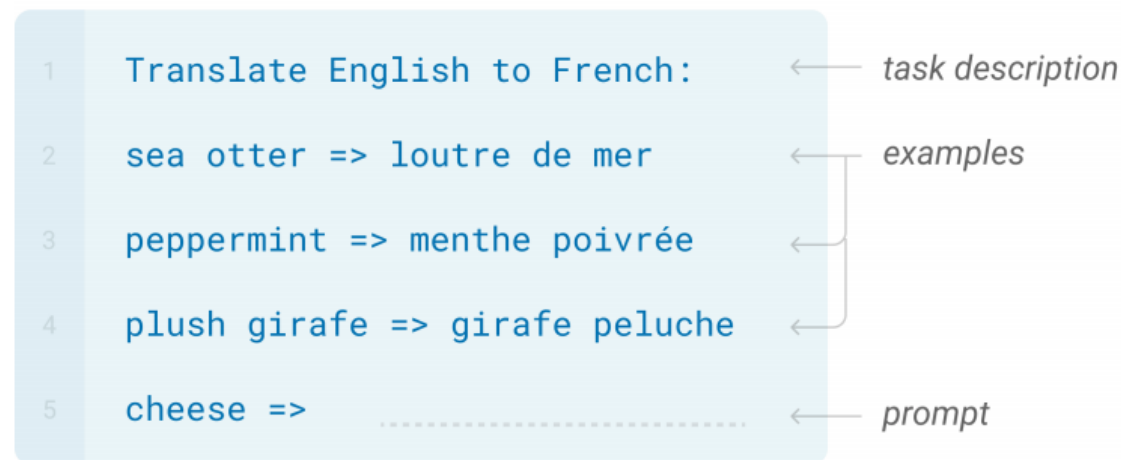 1 Translate English to French: task description
2 sea otter => loutre de mer examples
3 peppermint => menthe poivrée
4 plush girafe => girafe peluche
5 cheese => prompt